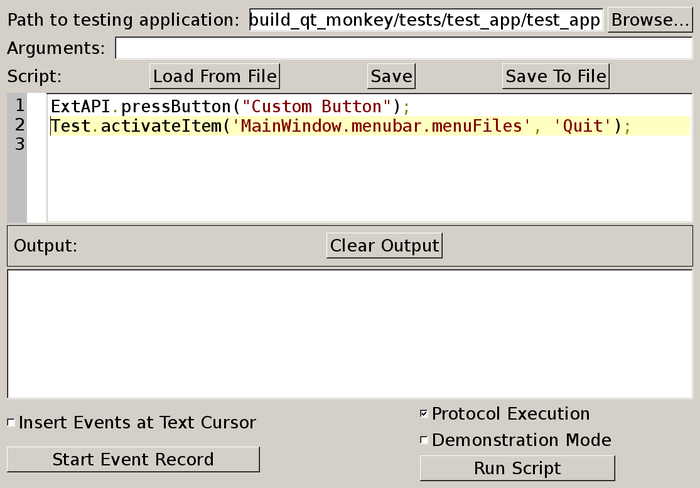 Path to testing application: build_qt_monkey/tests/test_app/test_app Browse...
Arguments:
Script: Load From File Save Save To File
1 ExtAPI.pressButton("Custom Button");
2 Test.activateItem('MainWindow.menubar.menuFiles', 'Quit');
3
Output: Clear Output
Insert Events at Text Cursor
Start Event Record
Protocol Execution
Demonstration Mode
Run Script